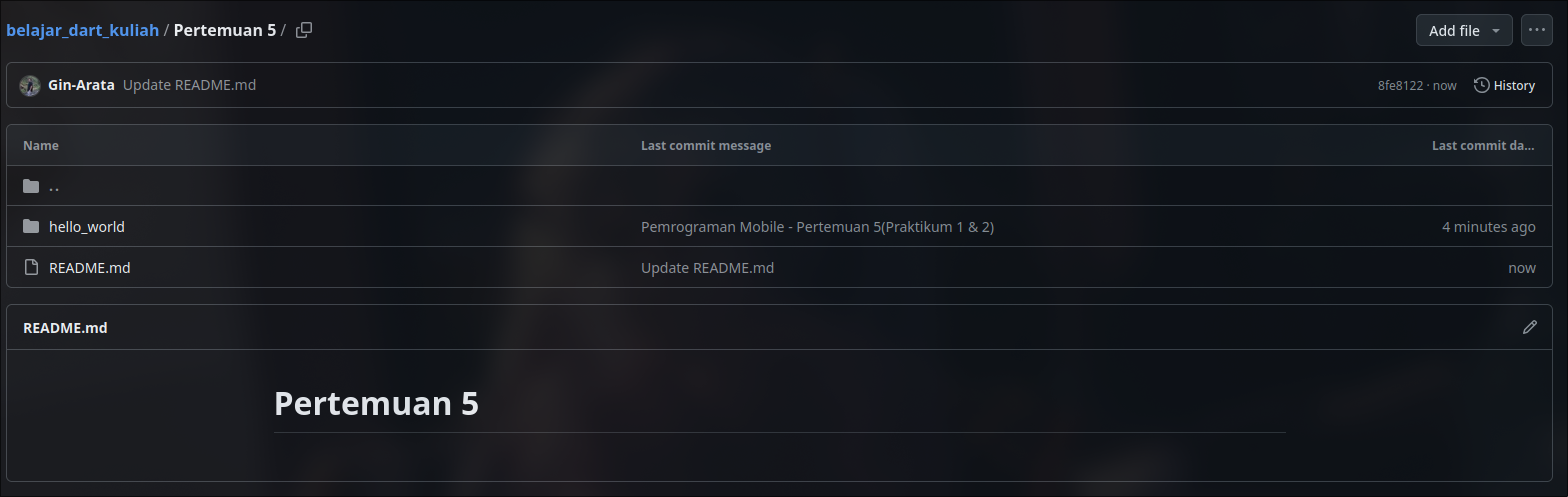 belajar_dart_kuliah / Pertemuan 5 /
Add file
Gin-Arata Update README.md
8fe8122 · now
History
Name Last commit message Last commit da...
..
hello_world Pemrograman Mobile - Pertemuan 5(Praktikum 1 & 2) 4 minutes ago
README.md Update README.md now
README.md
Pertemuan 5